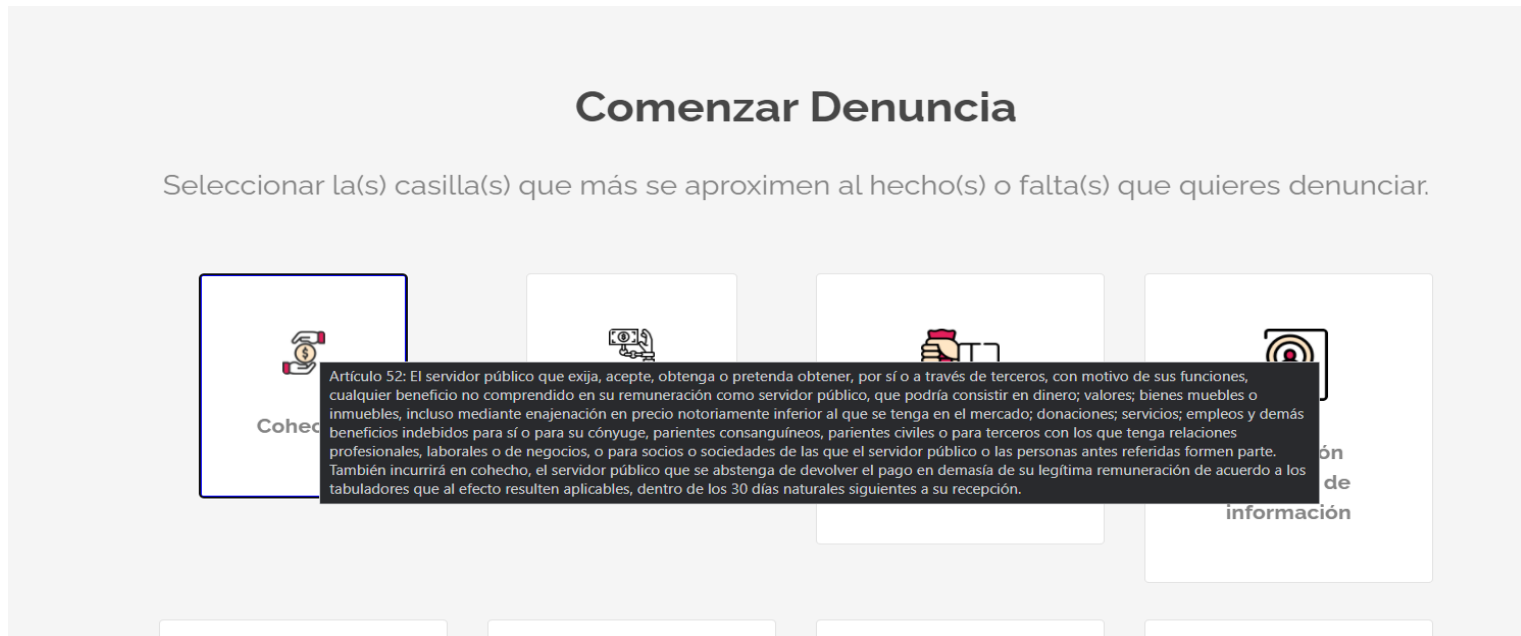 Comenzar Denuncia
Seleccionar la(s) casilla(s) que más se aproximen al hecho(s) o falta(s) que quieres denunciar.
Artículo 52: El servidor público que exija, acepte, obtenga o pretenda obtener, por sí o a través de terceros, con motivo de sus funciones,
cualquier beneficio no comprendido en su remuneración como servidor público, que podría consistir en dinero; valores; bienes muebles o
inmuebles, incluso mediante enajenación en precio notoriamente inferior al que se tenga en el mercado; donaciones; servicios; empleos y demás
beneficios indebidos para sí o para su cónyuge, parientes consanguíneos, parientes civiles o para terceros con los que tenga relaciones
profesionales, laborales o de negocios, o para socios o sociedades de las que el servidor público o las personas antes referidas formen parte.
También incurrirá en cohecho, el servidor público que se abstenga de devolver el pago en demasía de su legítima remuneración de acuerdo a los
tabuladores que al efecto resulten aplicables, dentro de los 30 días naturales siguientes a su recepción.
de
información